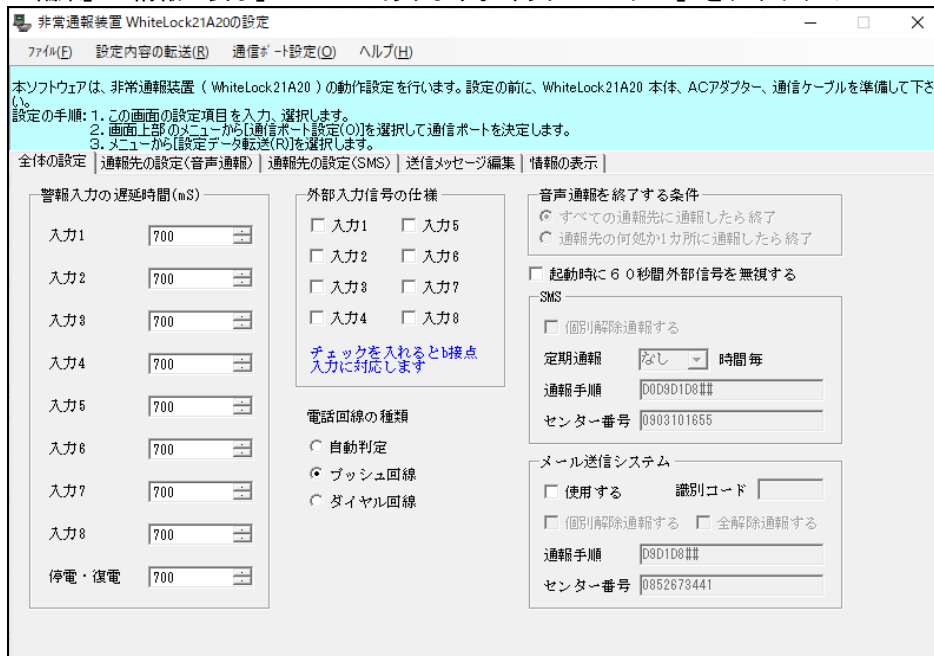 非常通報装置 WhiteLock21A20の設定
ファイル(F) 設定内容の転送(R) 通信ポート設定(O) ヘルプ(H)
本ソフトウェアは、非常通報装置（ WhiteLock21A20 ）の動作設定 を行います。設定の前に、WhiteLock21A20 本体、ACアダプター、通信ケーブルを準備して下さ
い。
設定の手順: 1. この画面の設定項目を入力、選択します。
2. 画面上部のメニューから[通信ポート設定(O)]を選択して通信ポートを決定します。
3. メニューから[設定データ転送(R)]を選択します。
全体の設定 通報先の設定(音声通報) 通報先の設定(SMS) 送信メッセージ編集 情報の表示
警報入力の遅延時間(mS)
入力1 700
入力2 700
入力3 700
入力4 700
入力5 700
入力6 700
入力7 700
入力8 700
停電・復電 700
外部入力信号の仕様
入力1 入力5
入力2 入力6
入力3 入力7
入力4 入力8
チェックを入れるとb接点
入力に対応します
電話回線の種類
自動判定
プッシュ回線
ダイヤル回線
音声通報を終了する条件
すべての通報先に通報したら終了
通報先の何処か1カ所に通報したら終了
起動時に６０秒間外部信号を無視する
SMS
個別解除通報する
定期通報 なし 時間毎
通報手順 D0D9D1D8##
センター番号 0903101655
メール送信システム
使用する 識別コード
個別解除通報する 全解除通報する
通報手順 D9D1D8##
センター番号 0852673441